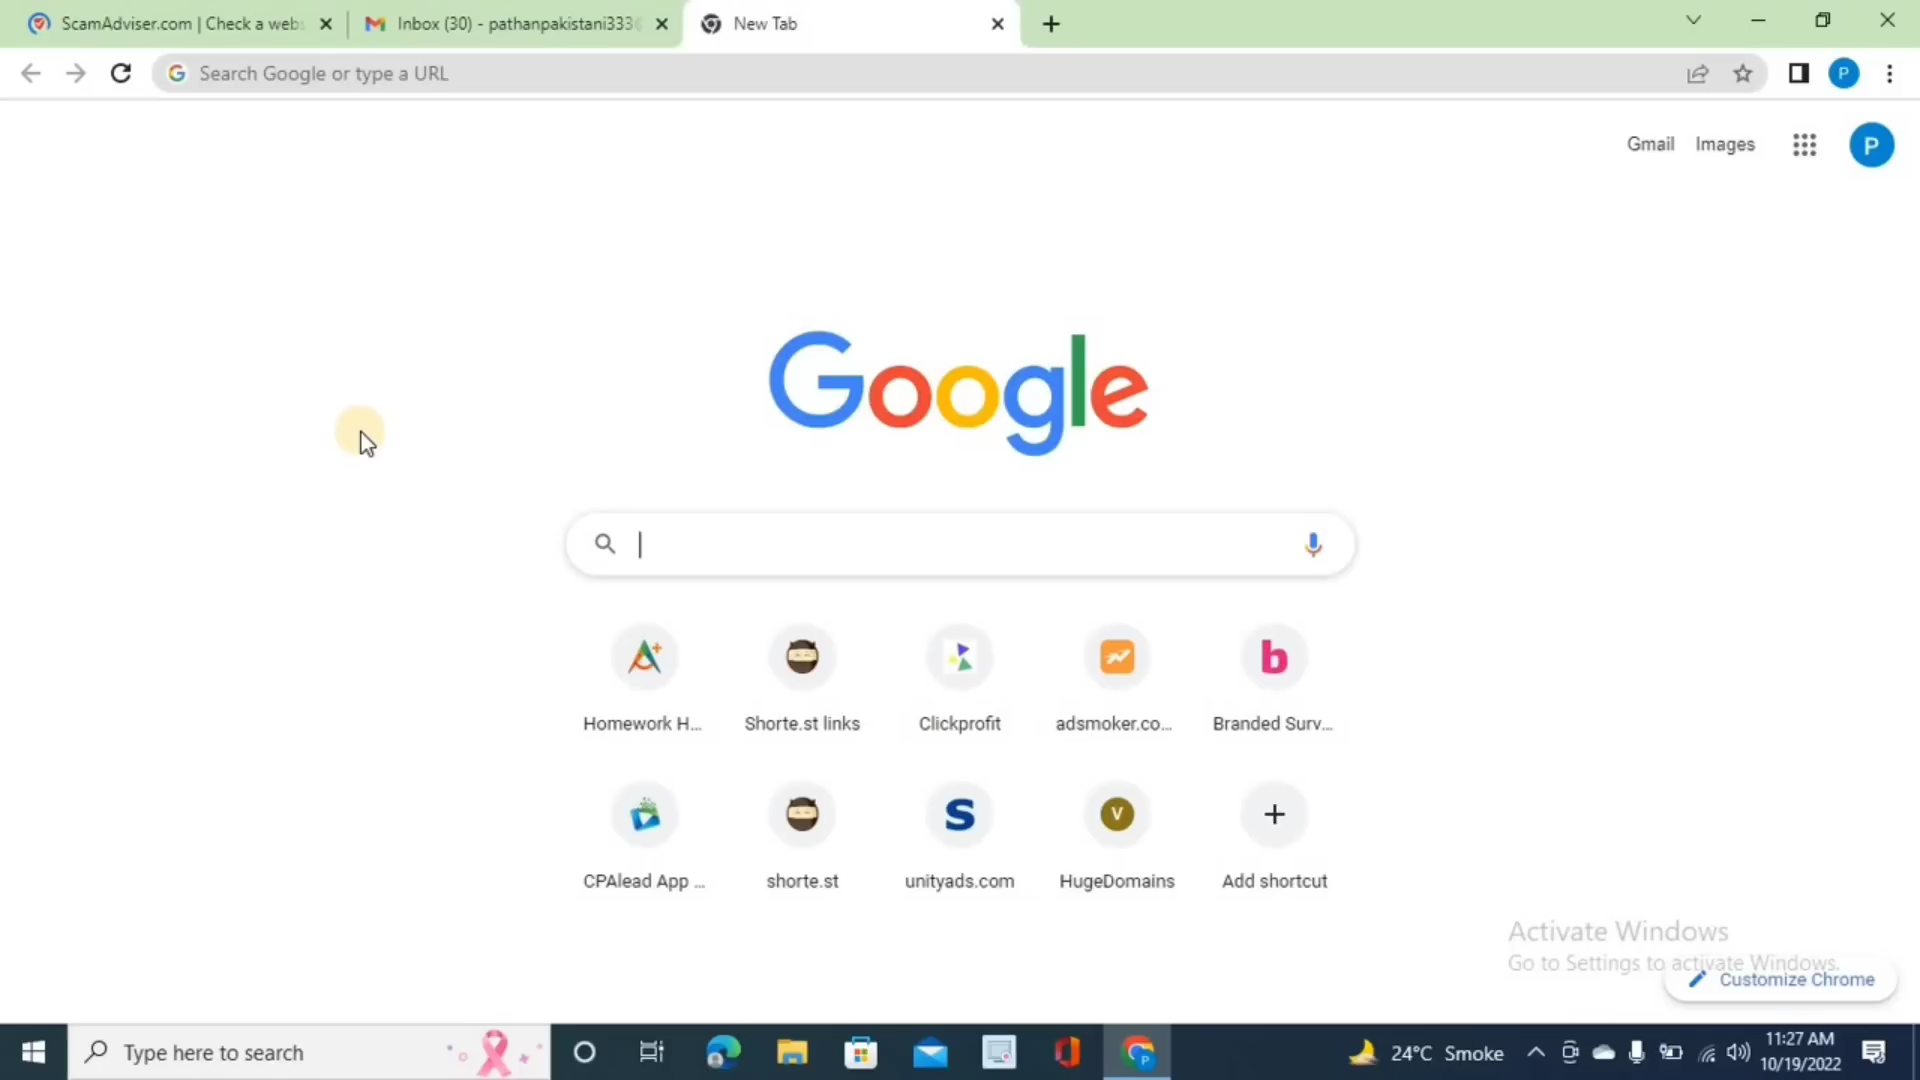 ScamAdviser.com | Check a webs
Inbox (30) - pathanpakistani333
New Tab
Search Google or type a URL
P
Gmail
Images
P
Google
Homework H...
Shorte.st links
Clickprofit
adsmoker.co...
Branded Surv...
CPAlead App ...
shorte.st
unityads.com
V
HugeDomains
Add shortcut
Activate Windows
Go to Settings to activate Windows.
Customize Chrome
Type here to search
24°C Smoke
11:27 AM
10/19/2022